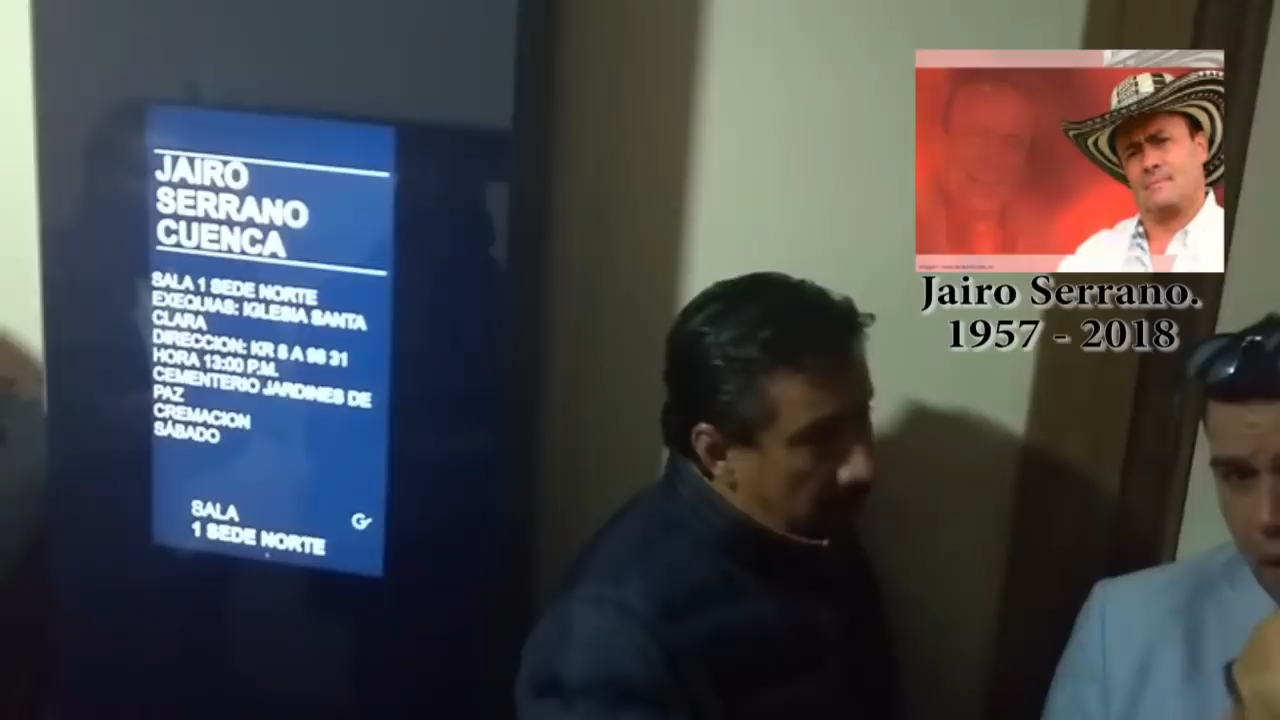 JAIRO
SERRANO
CUENCA
SALA 1 SEDE NORTE
EXEQUIAS: IGLESIA SANTA
CLARA
DIRECCION: KR 8 A 98 31
HORA 13:00 P.M.
CEMENTERIO JARDINES DE
PAZ
CREMACION
SÁBADO
SALA
1 SEDE NORTE
Jairo Serrano.
1957 - 2018